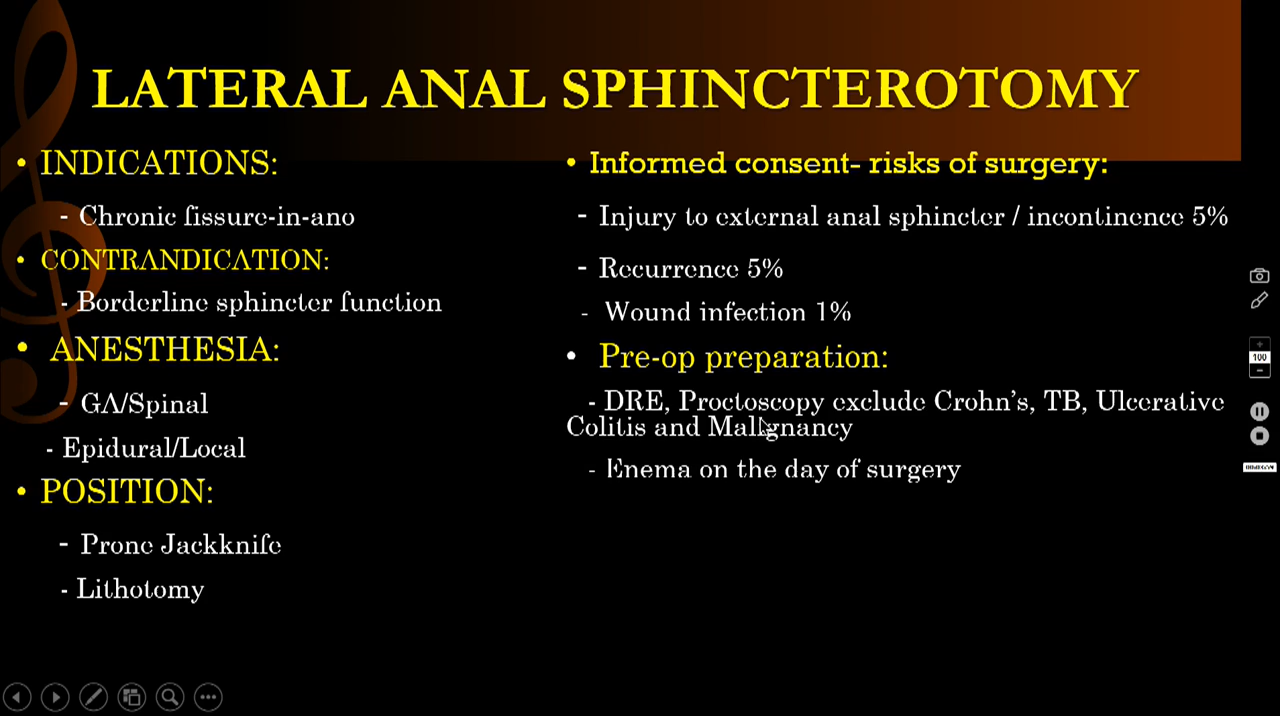 LATERAL ANAL SPHINCTEROTOMY
• INDICATIONS:
- Chronic fissure-in-ano
• CONTRANDICATION:
- Borderline sphincter function
• ANESTHESIA:
- GA/Spinal
- Epidural/Local
• POSITION:
- Prone Jackknife
- Lithotomy
• Informed consent- risks of surgery:
- Injury to external anal sphincter / incontinence 5%
- Recurrence 5%
- Wound infection 1%
• Pre-op preparation:
- DRE, Proctoscopy exclude Crohn's, TB, Ulcerative
Colitis and Malignancy
- Enema on the day of surgery
100